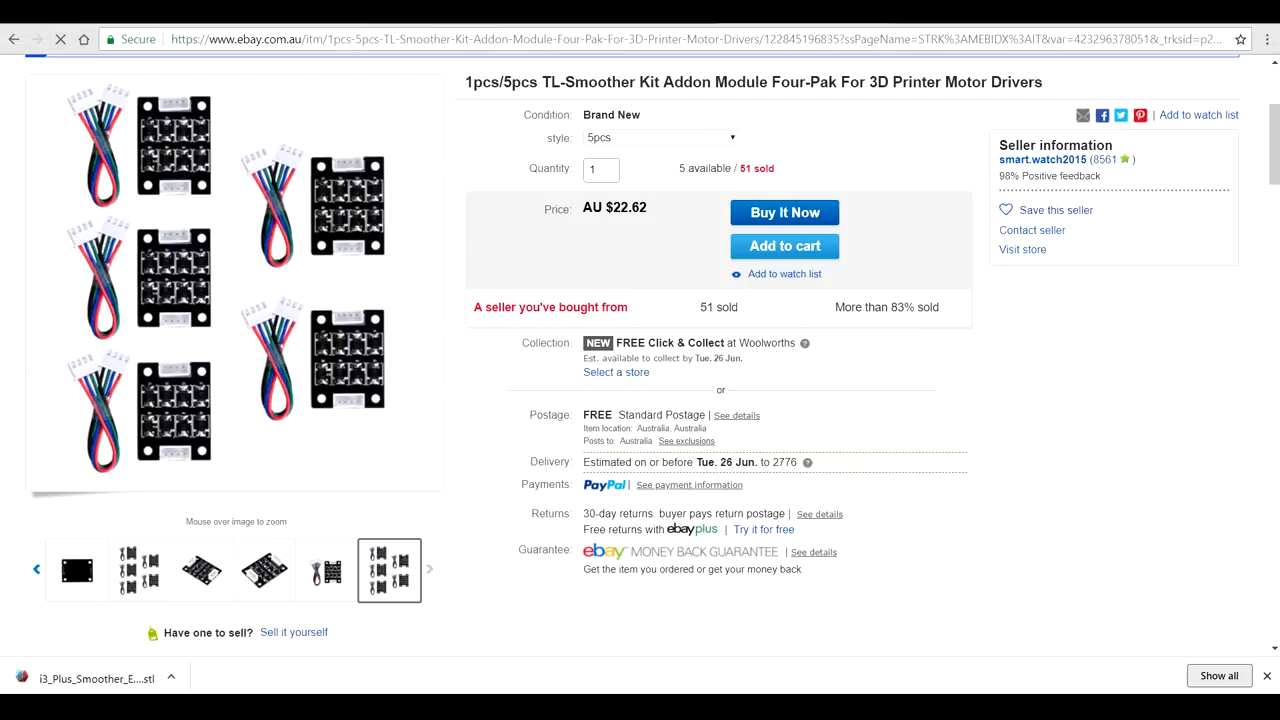 Secure
https://www.ebay.com.au/itm/1pcs-5pcs-TL-Smoother-Kit-Addon-Module-Four-Pak-For-3D-Printer-Motor-Drivers/122845196835?ssPageName=STRK%3AMEBIDX%3AIT&var=423296378051&_trksid=p2...
1pcs/5pcs TL-Smoother Kit Addon Module Four-Pak For 3D Printer Motor Drivers
Condition: Brand New
style: 5pcs
Quantity: 1 5 available / 51 sold
Price: AU $22.62
Buy It Now
Add to cart
Add to watch list
A seller you've bought from 51 sold More than 83% sold
Collection: NEW FREE Click & Collect at Woolworths
Est. available to collect by Tue. 26 Jun.
Select a store
or
Postage: FREE Standard Postage | See details
Item location: Australia, Australia
Posts to: Australia See exclusions
Delivery: Estimated on or before Tue. 26 Jun. to 2776
Payments: PayPal | See payment information
Returns: 30-day returns. buyer pays return postage | See details
Free returns with ebayplus | Try it for free
Guarantee: ebay MONEY BACK GUARANTEE | See details
Get the item you ordered or get your money back.
| Add to watch list
Seller information
smart.watch2015 (8561 )
98% Positive feedback
Save this seller
Contact seller
Visit store
Mouse over image to zoom
Have one to sell? Sell it yourself
i3_Plus_Smoother_E....stl
Show all